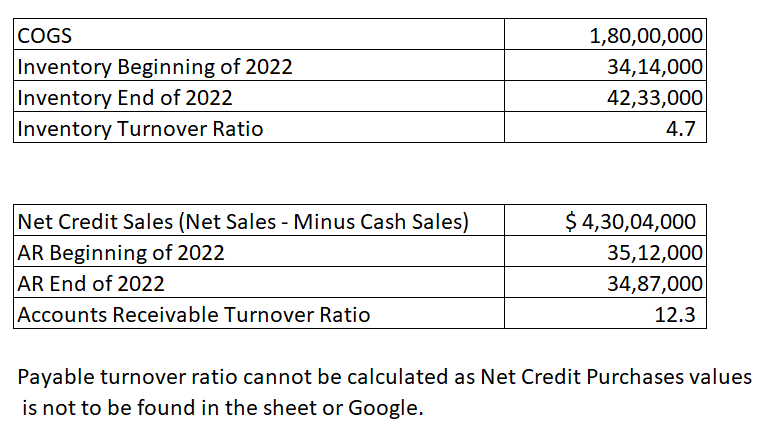 COGS 1,80,00,000
Inventory Beginning of 2022 34,14,000
Inventory End of 2022 42,33,000
Inventory Turnover Ratio 4.7
Net Credit Sales (Net Sales - Minus Cash Sales) $ 4,30,04,000
AR Beginning of 2022 35,12,000
AR End of 2022 34,87,000
Accounts Receivable Turnover Ratio 12.3
Payable turnover ratio cannot be calculated as Net Credit Purchases values
is not to be found in the sheet or Google.